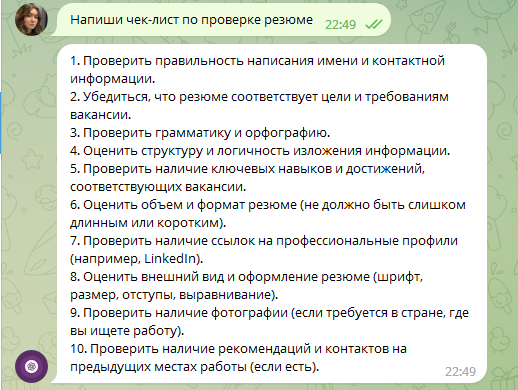 Напиши чек-лист по проверке резюме 22:49
1. Проверить правильность написания имени и контактной
информации.
2. Убедиться, что резюме соответствует цели и требованиям
вакансии.
3. Проверить грамматику и орфографию.
4. Оценить структуру и логичность изложения информации.
5. Проверить наличие ключевых навыков и достижений,
соответствующих вакансии.
6. Оценить объем и формат резюме (не должно быть слишком
длинным или коротким).
7. Проверить наличие ссылок на профессиональные профили
(например, LinkedIn).
8. Оценить внешний вид и оформление резюме (шрифт,
размер, отступы, выравнивание).
9. Проверить наличие фотографии (если требуется в стране, где
вы ищете работу).
10. Проверить наличие рекомендаций и контактов на
предыдущих местах работы (если есть).
22:49